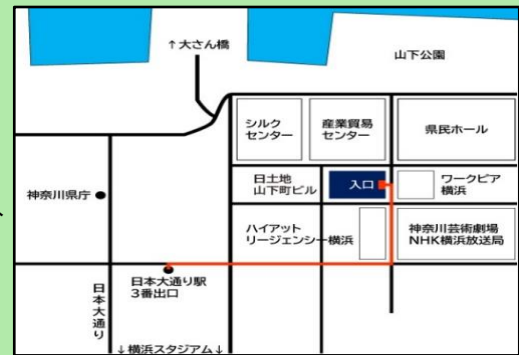 ↑大さん橋
山下公園
シルク
センター
産業貿易
センター
県民ホール
日土地
山下町ビル
入口
ワークピア
横浜
神奈川県庁
ハイアット
リージェンシー横浜
神奈川芸術劇場
NHK横浜放送局
日本大通り駅
3番出口
日本大通り
↓横浜スタジアム↓